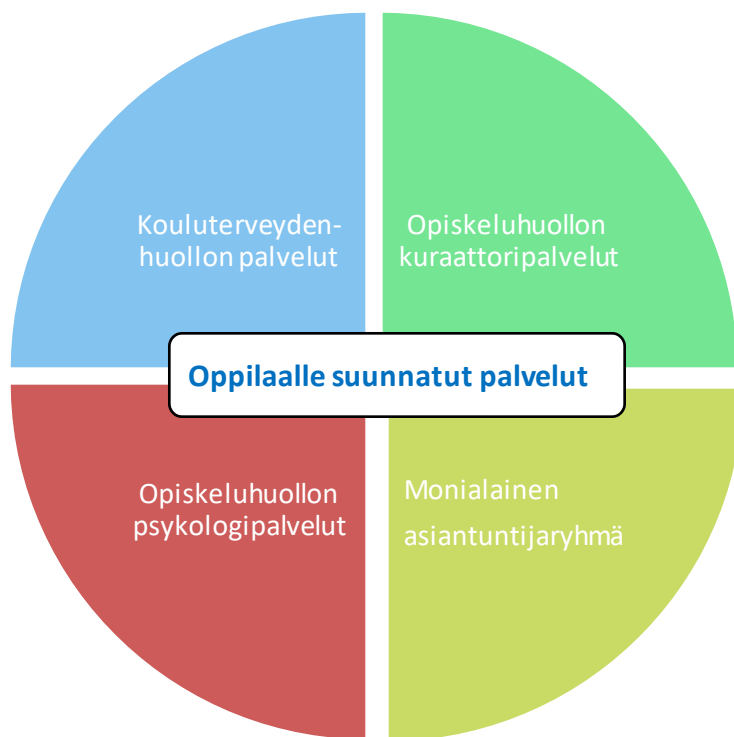 Kouluterveyden-
huollon palvelut
Opiskeluhuollon
kuraattoripalvelut
Oppilaalle suunnatut palvelut
Opiskeluhuollon
psykologipalvelut
Monialainen
asiantuntijaryhmä